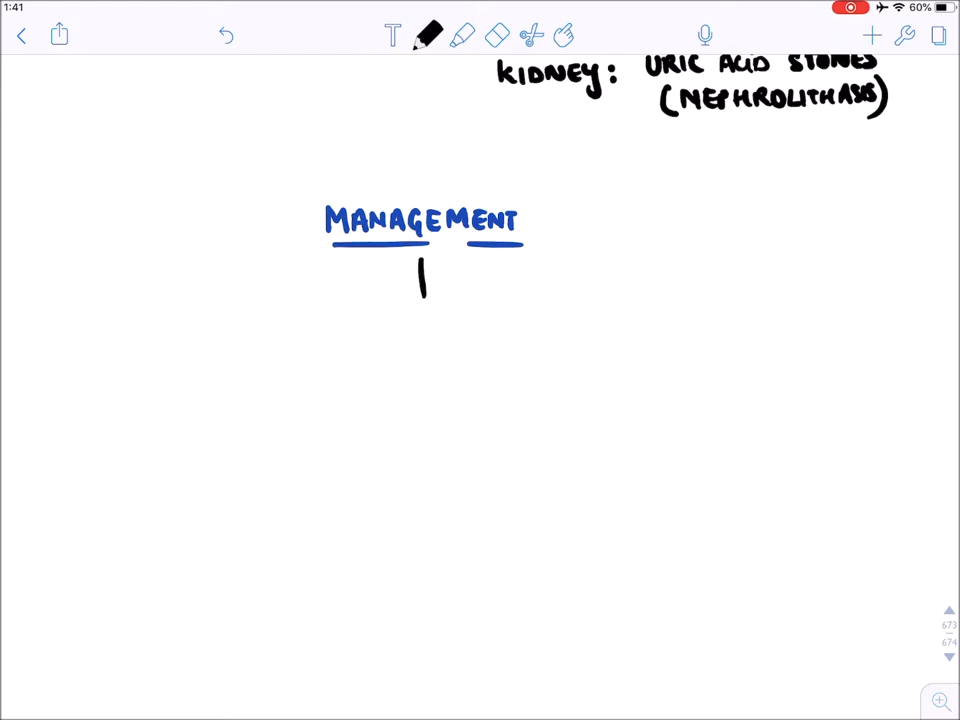 1:41
60%
T
KIDNEY: URIC ACID STONES
(NEPHROLITHASIS)
MANAGEMENT
673
674